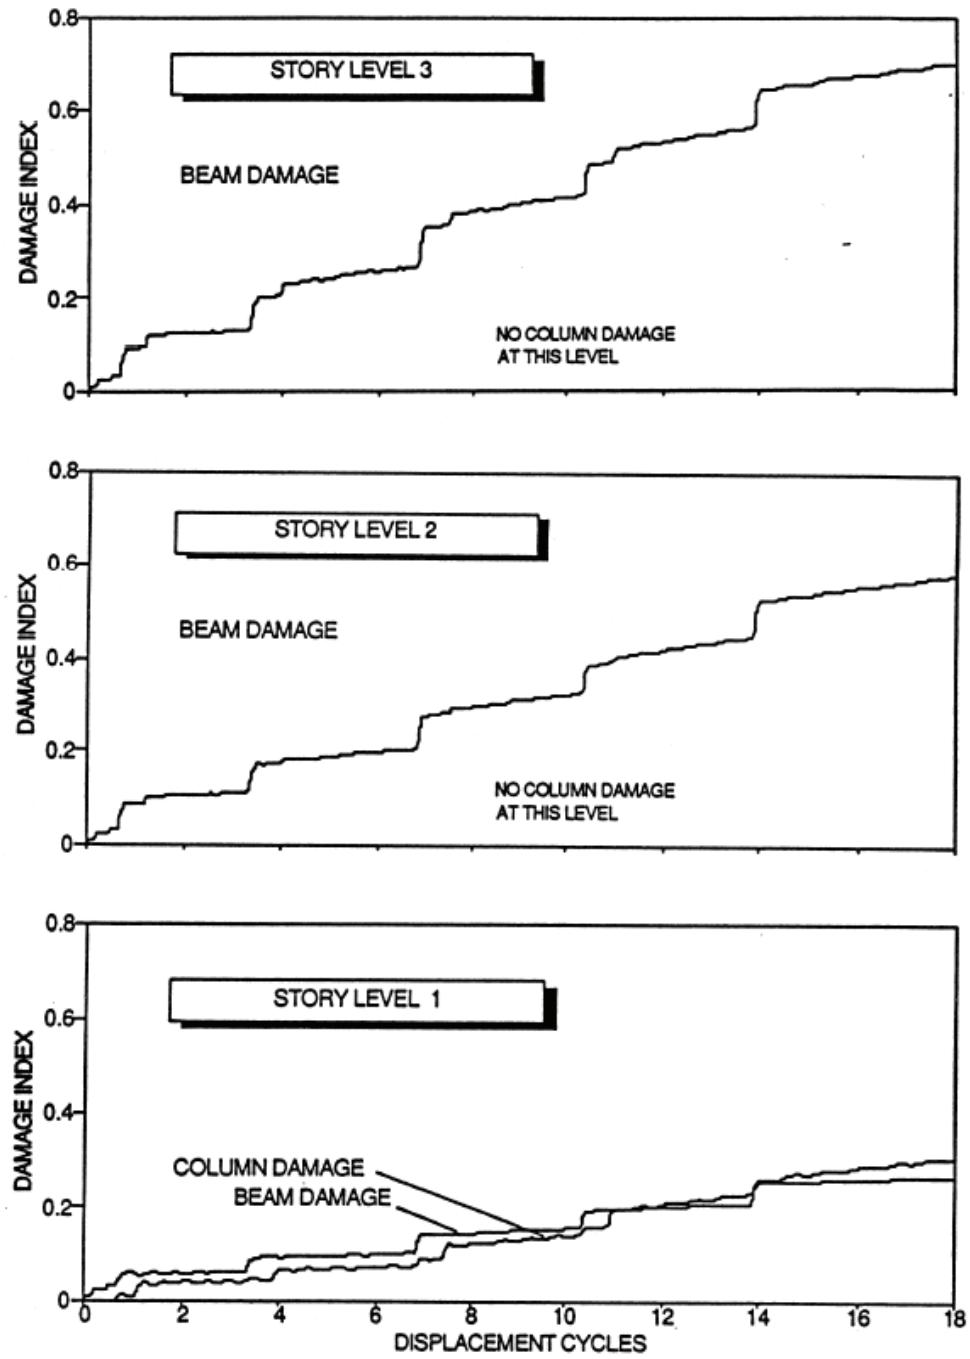 0.8
STORY LEVEL 3
0.6
BEAM DAMAGE
0.4
DAMAGE INDEX
0.2
NO COLUMN DAMAGE
AT THIS LEVEL
0
0.8
STORY LEVEL 2
0.6
BEAM DAMAGE
0.4
DAMAGE INDEX
0.2
NO COLUMN DAMAGE
AT THIS LEVEL
0
0.8
STORY LEVEL 1
0.6
0.4
DAMAGE INDEX
COLUMN DAMAGE
BEAM DAMAGE
0.2
0
0 2 4 6 8 10 12 14 16 18
DISPLACEMENT CYCLES